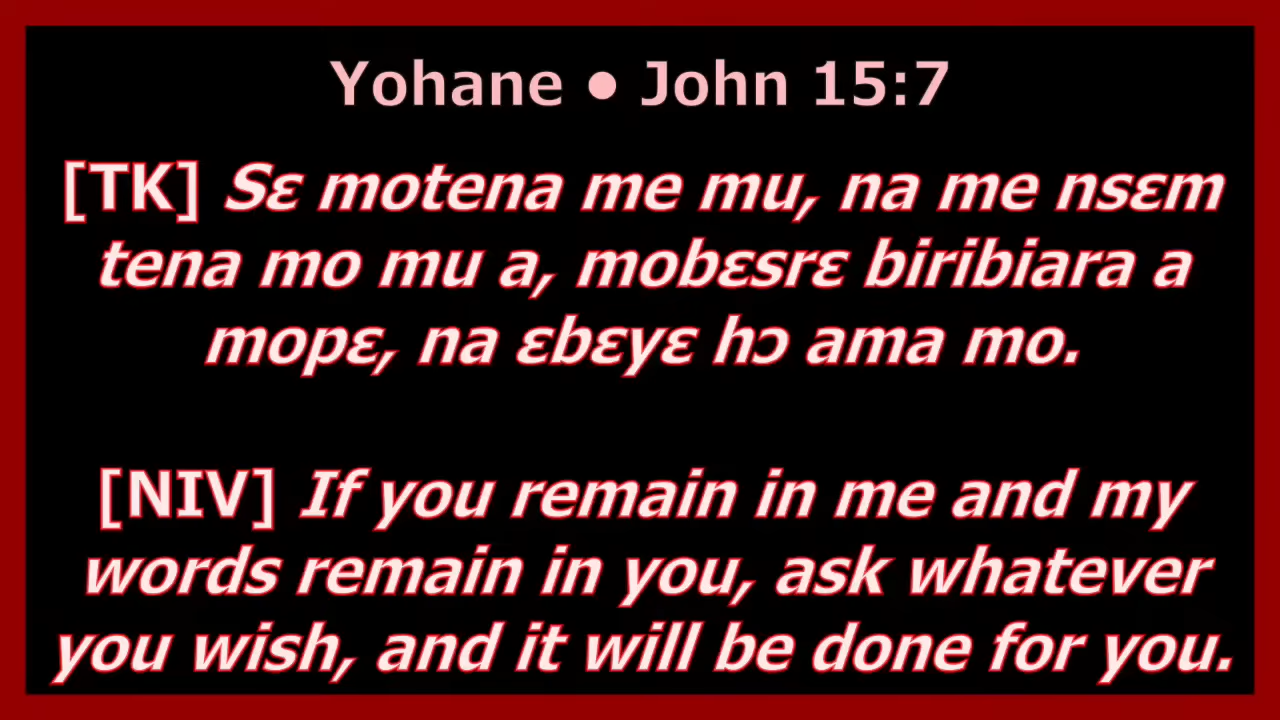 Yohane • John 15:7
[TK] Sɛ motena me mu, na me nsɛm
tena mo mu a, mobɛsrɛ biribiara a
mopɛ, na ɛbɛyɛ hɔ ama mo.
[NIV] If you remain in me and my
words remain in you, ask whatever
you wish, and it will be done for you.